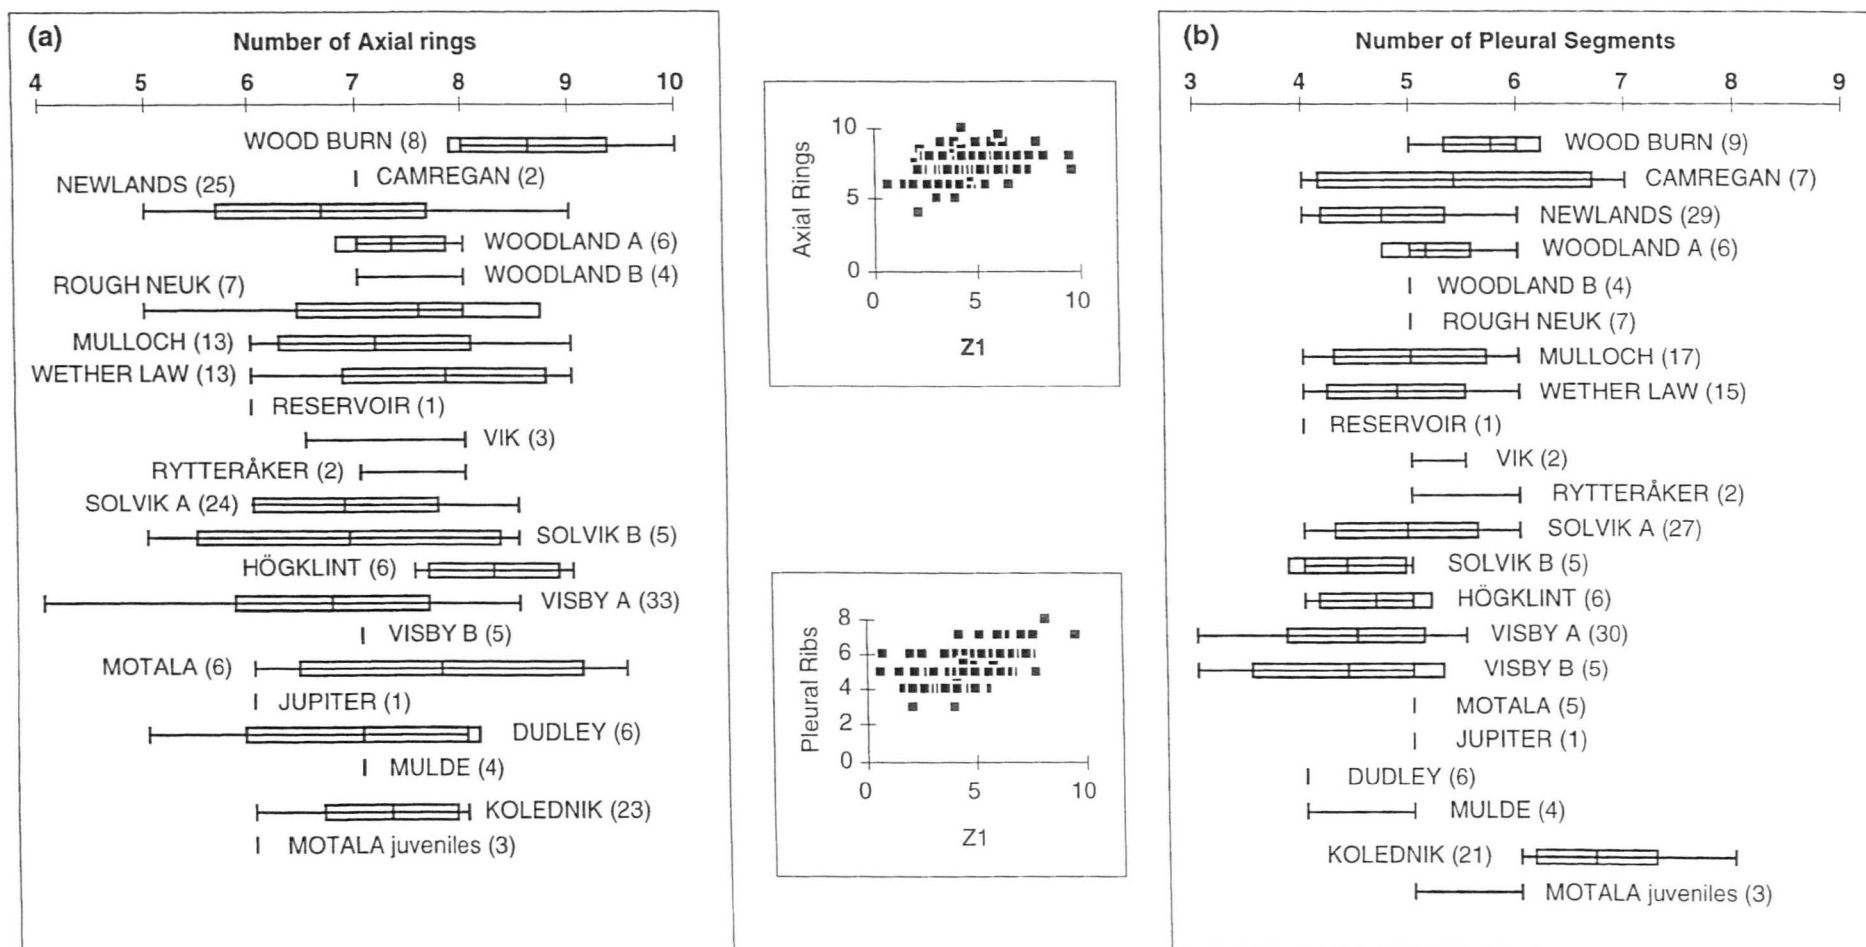 (a) Number of Axial rings
4 5 6 7 8 9 10
WOOD BURN (8)
CAMREGAN (2)
NEWLANDS (25)
WOODLAND A (6)
WOODLAND B (4)
ROUGH NEUK (7)
MULLOCH (13)
WETHER LAW (13)
RESERVOIR (1)
VIK (3)
RYTTERÅKER (2)
SOLVIK A (24)
SOLVIK B (5)
HÖGKLINT (6)
VISBY A (33)
VISBY B (5)
MOTALA (6)
JUPITER (1)
DUDLEY (6)
MULDE (4)
KOLEDNIK (23)
MOTALA juveniles (3)
Axial Rings
10
5
0
0 5 10
Z1
Pleural Ribs
8
6
4
2
0
0 5 10
Z1
(b) Number of Pleural Segments
3 4 5 6 7 8 9
WOOD BURN (9)
CAMREGAN (7)
NEWLANDS (29)
WOODLAND A (6)
WOODLAND B (4)
ROUGH NEUK (7)
MULLOCH (17)
WETHER LAW (15)
RESERVOIR (1)
VIK (2)
RYTTERÅKER (2)
SOLVIK A (27)
SOLVIK B (5)
HÖGKLINT (6)
VISBY A (30)
VISBY B (5)
MOTALA (5)
JUPITER (1)
DUDLEY (6)
MULDE (4)
KOLEDNIK (21)
MOTALA juveniles (3)